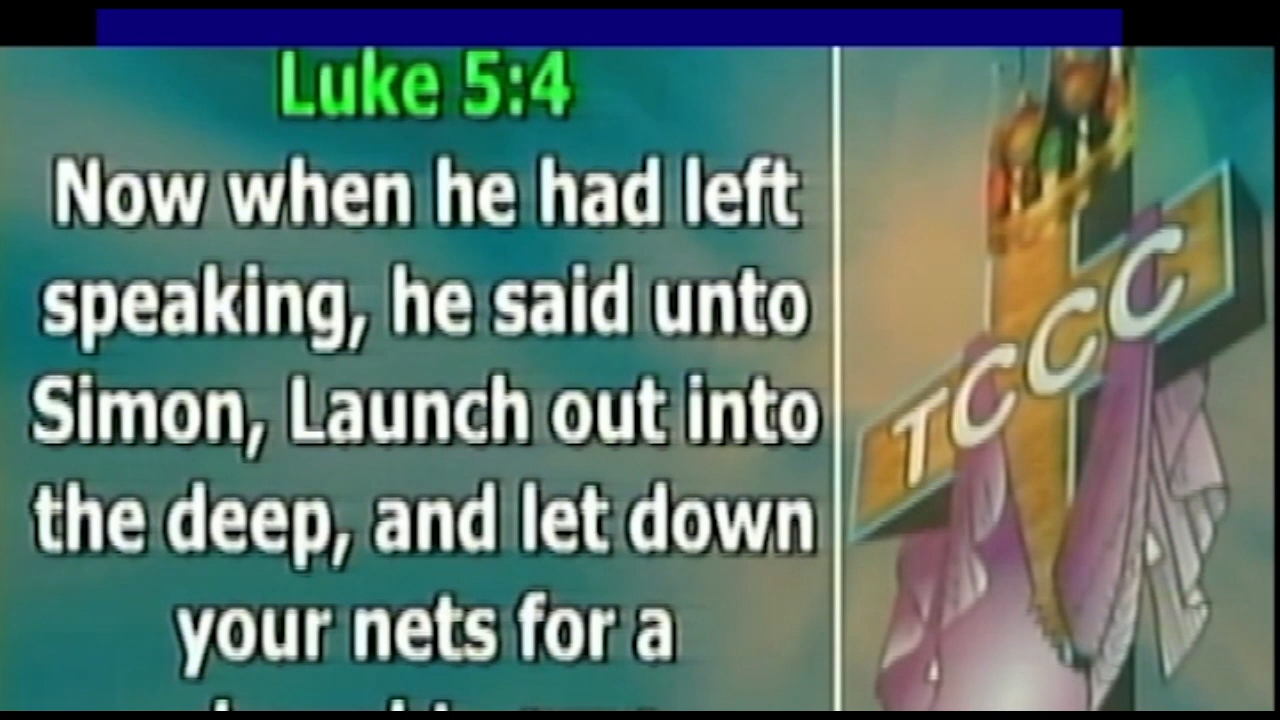 Luke 5:4
Now when he had left
speaking, he said unto
Simon, Launch out into
the deep, and let down
your nets for a
TCCC